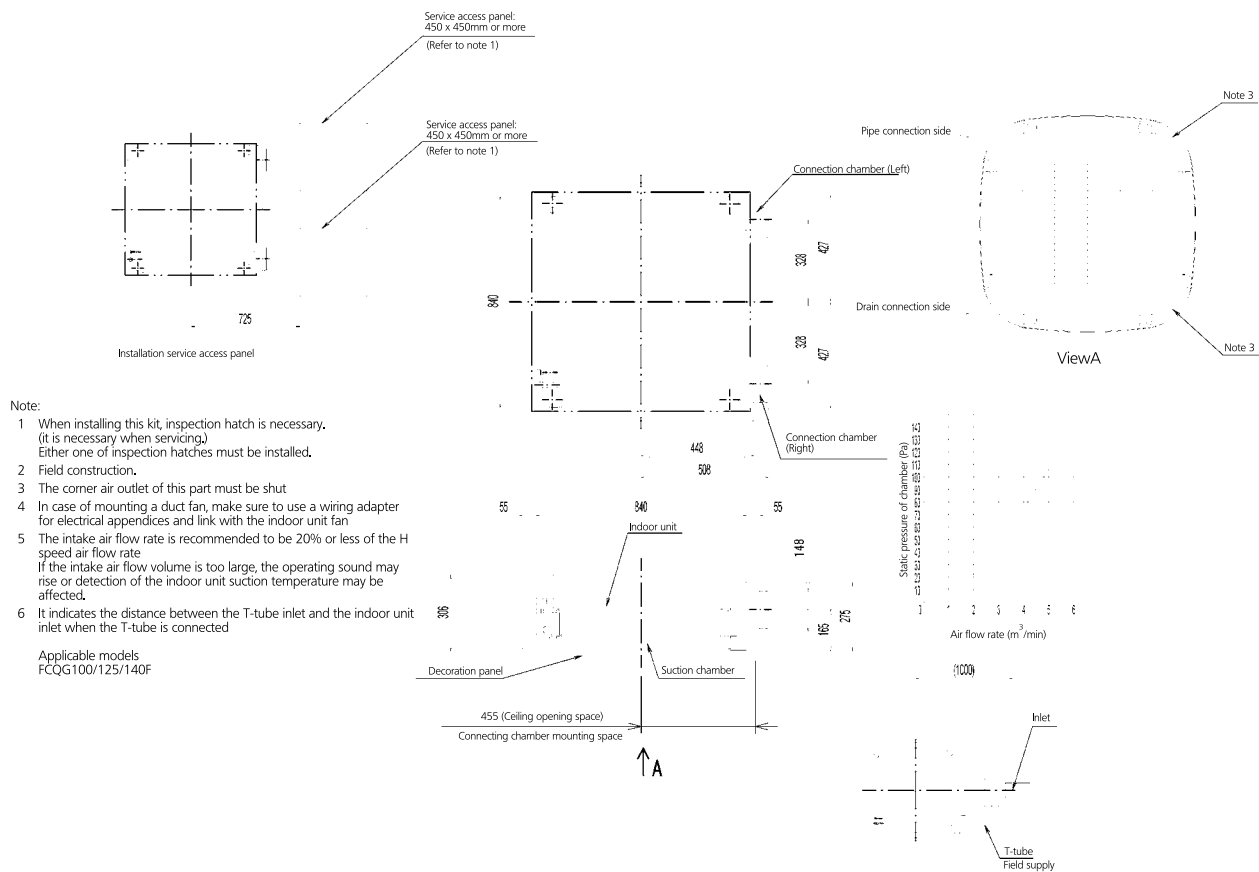 Service access panel:
450 x 450mm or more
(Refer to note 1)
Service access panel:
450 x 450mm or more
(Refer to note 1)
725
Installation service access panel
Connection chamber (Left)
840
328
427
328
427
Connection chamber
(Right)
448
508
Pipe connection side
Drain connection side
Note 3
Note 3
ViewA
Note:
1 When installing this kit, inspection hatch is necessary.
(it is necessary when servicing.)
Either one of inspection hatches must be installed.
2 Field construction.
3 The corner air outlet of this part must be shut
4 In case of mounting a duct fan, make sure to use a wiring adapter
for electrical appendices and link with the indoor unit fan
5 The intake air flow rate is recommended to be 20% or less of the H
speed air flow rate
If the intake air flow volume is too large, the operating sound may
rise or detection of the indoor unit suction temperature may be
affected.
6 It indicates the distance between the T-tube inlet and the indoor unit
inlet when the T-tube is connected
Applicable models
FCQG100/125/140F
55
840
55
Indoor unit
148
306
165
275
Decoration panel
Suction chamber
455 (Ceiling opening space)
Connecting chamber mounting space
A
Static pressure of chamber (Pa)
2 3 4 5 6
Air flow rate (m³/min)
(1000)
Inlet
T-tube
Field supply